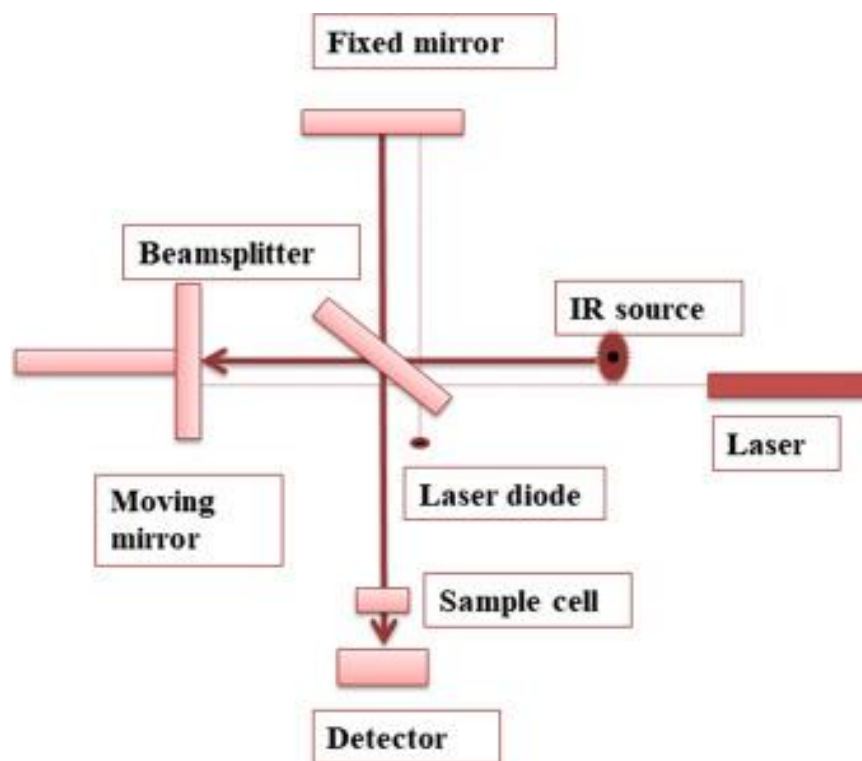 Fixed mirror
Beamsplitter
IR source
Laser
Laser diode
Moving
mirror
Sample cell
Detector